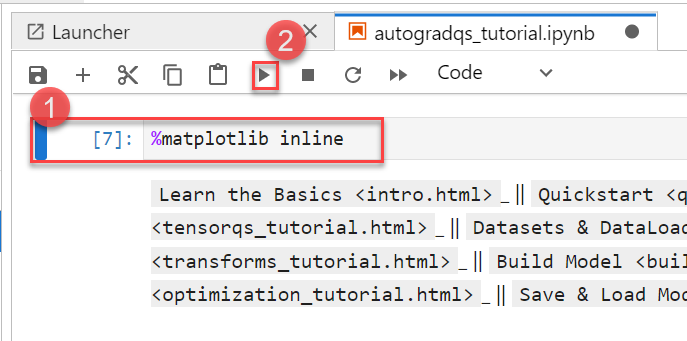 Launcher
2
autogradqs_tutorial.ipynb
Code
1
[7]: %matplotlib inline
Learn the Basics <intro.html>_ || Quickstart <q
<tensorqs_tutorial.html>_ || Datasets & DataLoad
<transforms_tutorial.html>_ || Build Model <buil
<optimization_tutorial.html>_ || Save & Load Mod